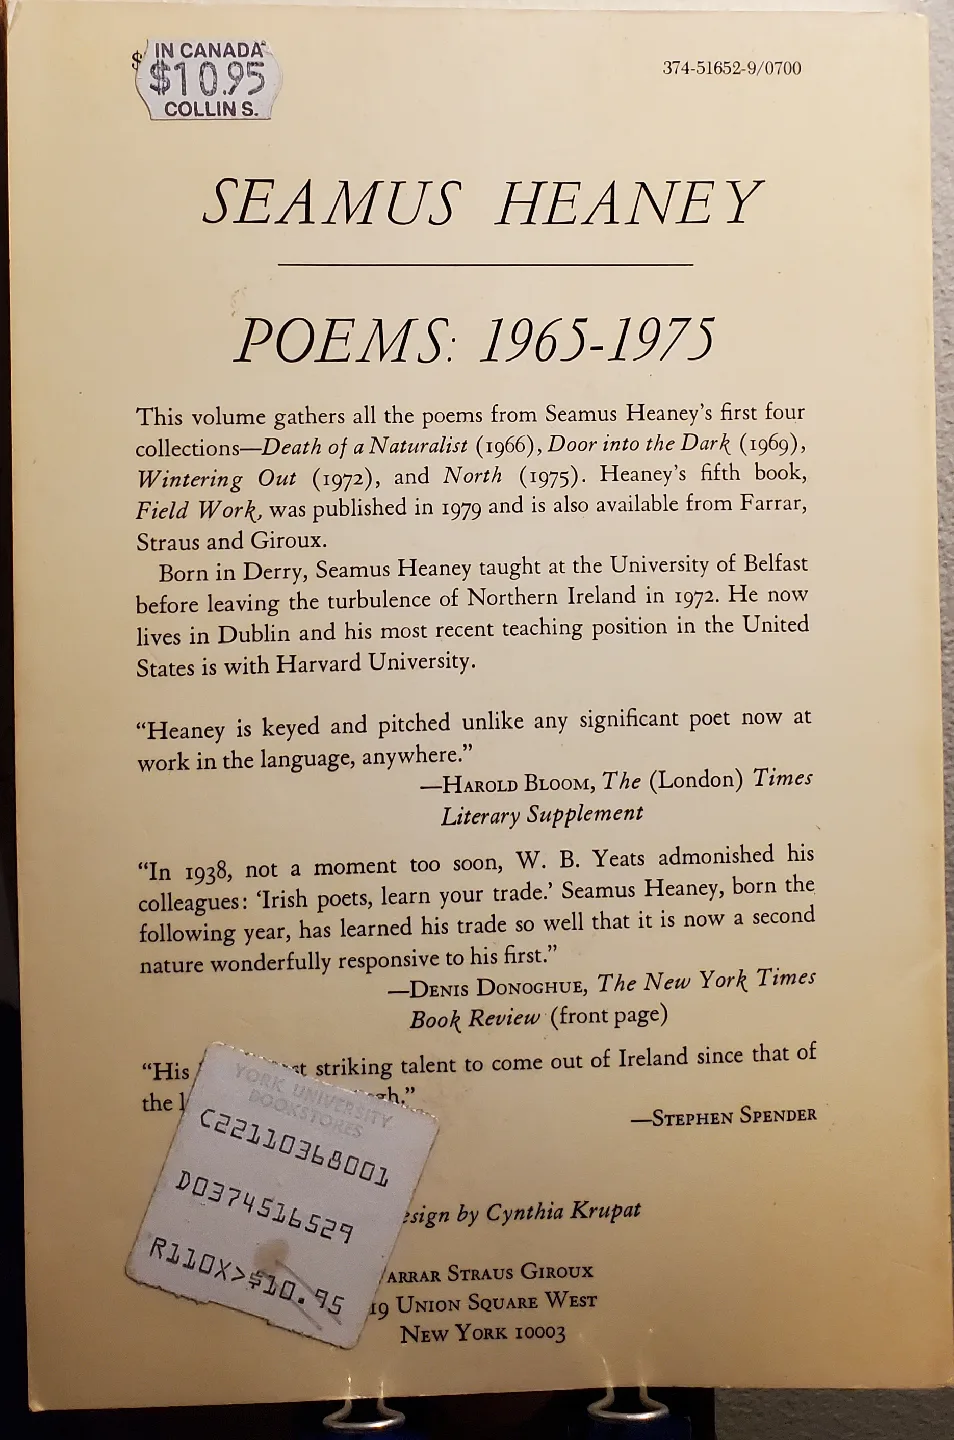 $
IN CANADA
$10.95
COLLINS.
374-51652-9/0700
SEAMUS HEANEY
POEMS: 1965-1975
This volume gathers all the poems from Seamus Heaney's first four
collections—Death of a Naturalist (1966), Door into the Dark (1969),
Wintering Out (1972), and North (1975). Heaney's fifth book,
Field Work, was published in 1979 and is also available from Farrar,
Straus and Giroux.
Born in Derry, Seamus Heaney taught at the University of Belfast
before leaving the turbulence of Northern Ireland in 1972. He now
lives in Dublin and his most recent teaching position in the United
States is with Harvard University.
“Heaney is keyed and pitched unlike any significant poet now at
work in the language, anywhere.”
—HAROLD BLOOM, The (London) Times
Literary Supplement
“In 1938, not a moment too soon, W. B. Yeats admonished his
colleagues: ‘Irish poets, learn your trade.’ Seamus Heaney, born the
following year, has learned his trade so well that it is now a second
nature wonderfully responsive to his first.”
—DENIS DONOGHUE, The New York Times
Book Review (front page)
“His striking talent to come out of Ireland since that of
the
—STEPHEN SPENDER
YORK UNIVERSITY
BOOKSTORES
C22110368001
D0374516529
R110X>$10.95
by Cynthia Krupat
STRAUS GIROUX
19 UNION SQUARE WEST
NEW YORK 10003